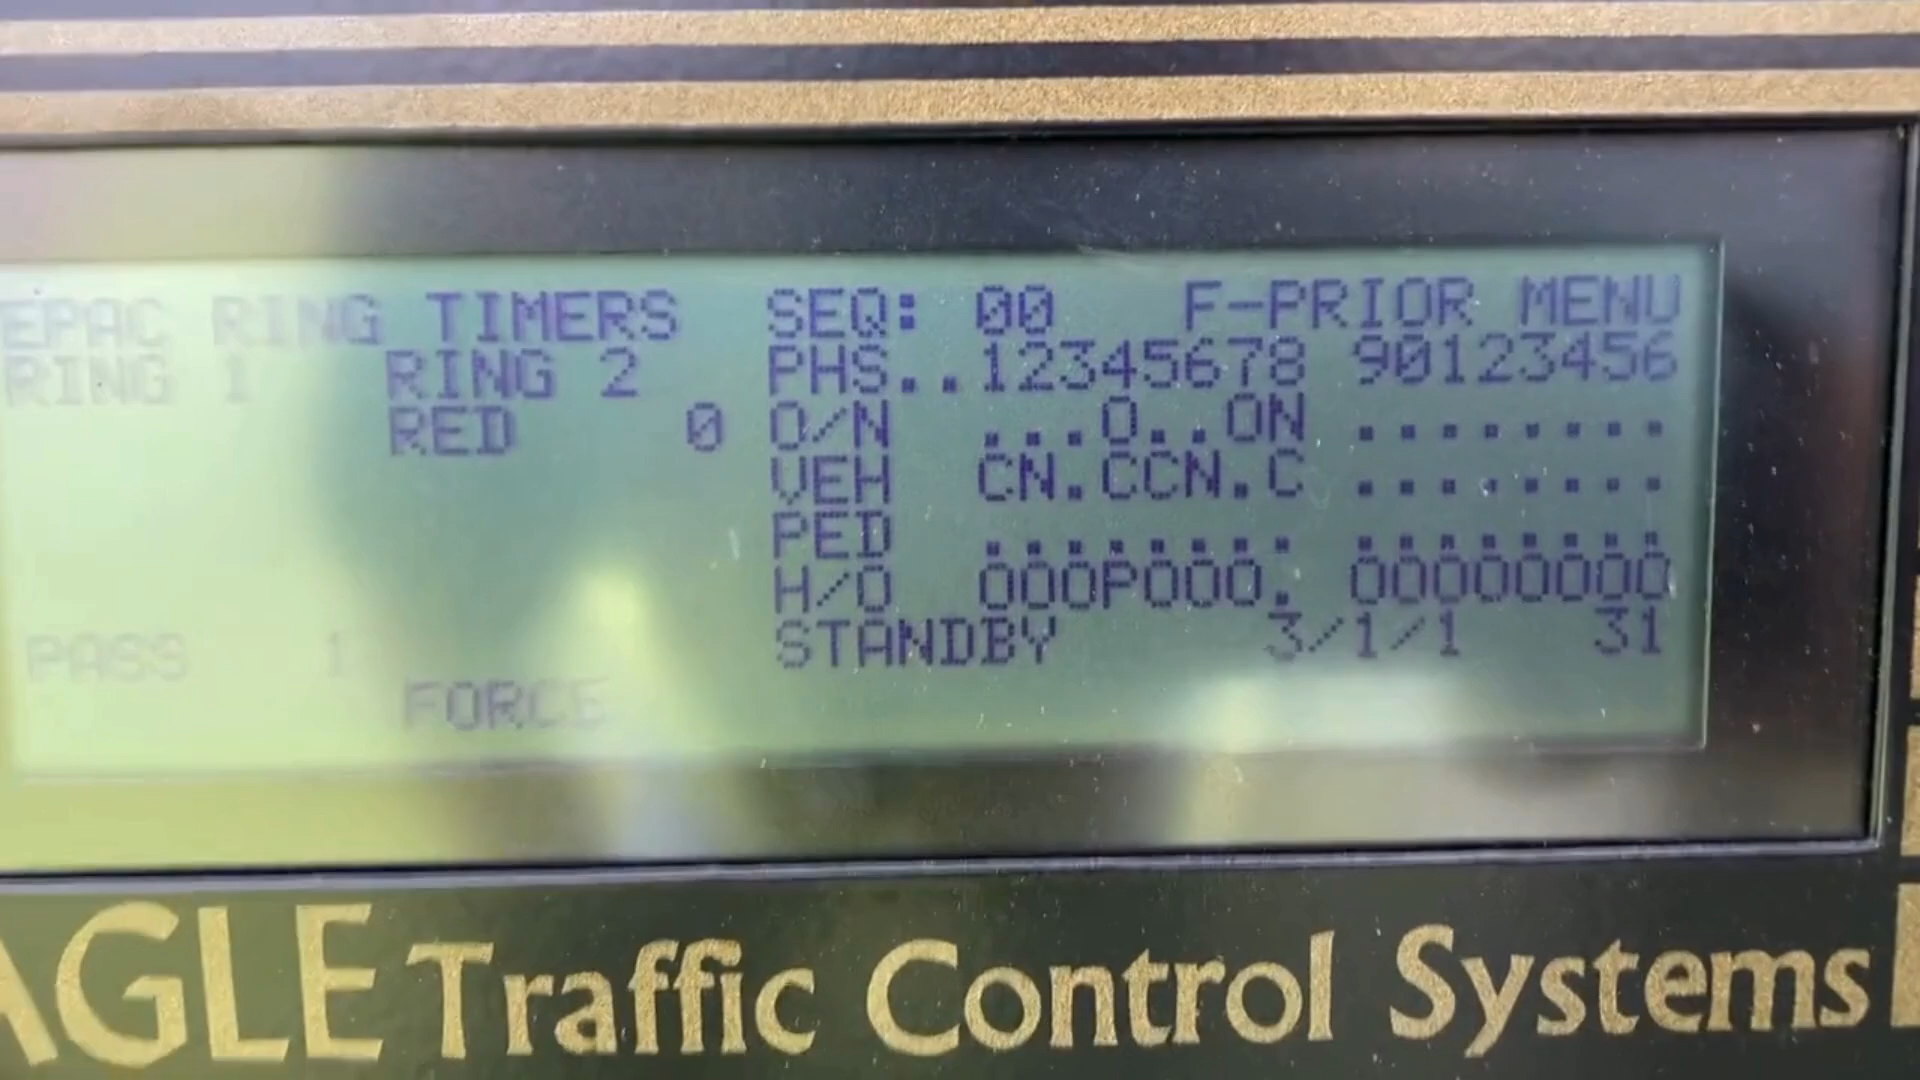 EPAC RING TIMERS SEQ: 00 F-PRIOR MENU
RING 1 RING 2 PHS..12345678 90123456
RED 0 O/N ...O..ON ........
VEH CN.CCN.C ........
PED ........ ........
H/O OOOPOOO. OOOOOOOO
PASS 1 STANDBY 3/1/1 31
FORCE
AGLE Traffic Control Systems